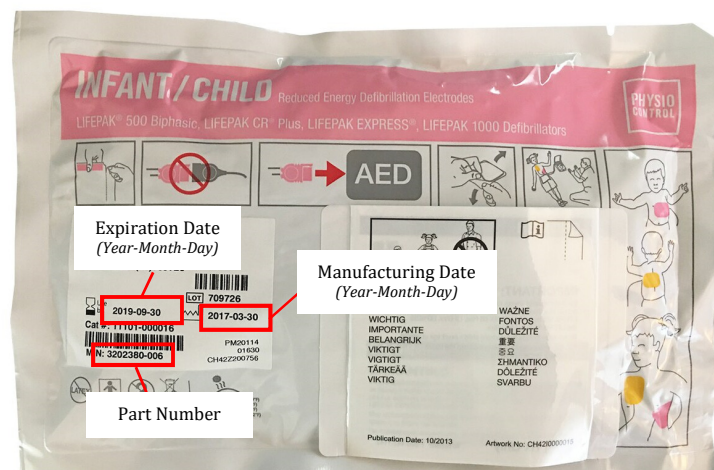 INFANT / CHILD Reduced Energy Defibrillation Electrodes
LIFEPAK® 500 Biphasic, LIFEPAK CR® Plus, LIFEPAK EXPRESS®, LIFEPAK 1000 Defibrillators
PHYSIO
CONTROL
AED
Expiration Date
(Year-Month-Day)
Manufacturing Date
(Year-Month-Day)
LOT 709726
2019-09-30
2017-03-30
Cat #: 11101-000016
PM20114
01630
CH42Z200756
M/N: 3202380-006
LATEX
Part Number
WICHTIG
IMPORTANTE
BELANGRIJK
VIKTIGT
VIGTIGT
TÄRKEÄÄ
VIKTIG
WAŻNE
FONTOS
DŮLEŽITÉ
重要
중요
ΣΗΜΑΝΤΙΚΟ
DÔLEŽITÉ
SVARBU
Publication Date: 10/2013
Artwork No: